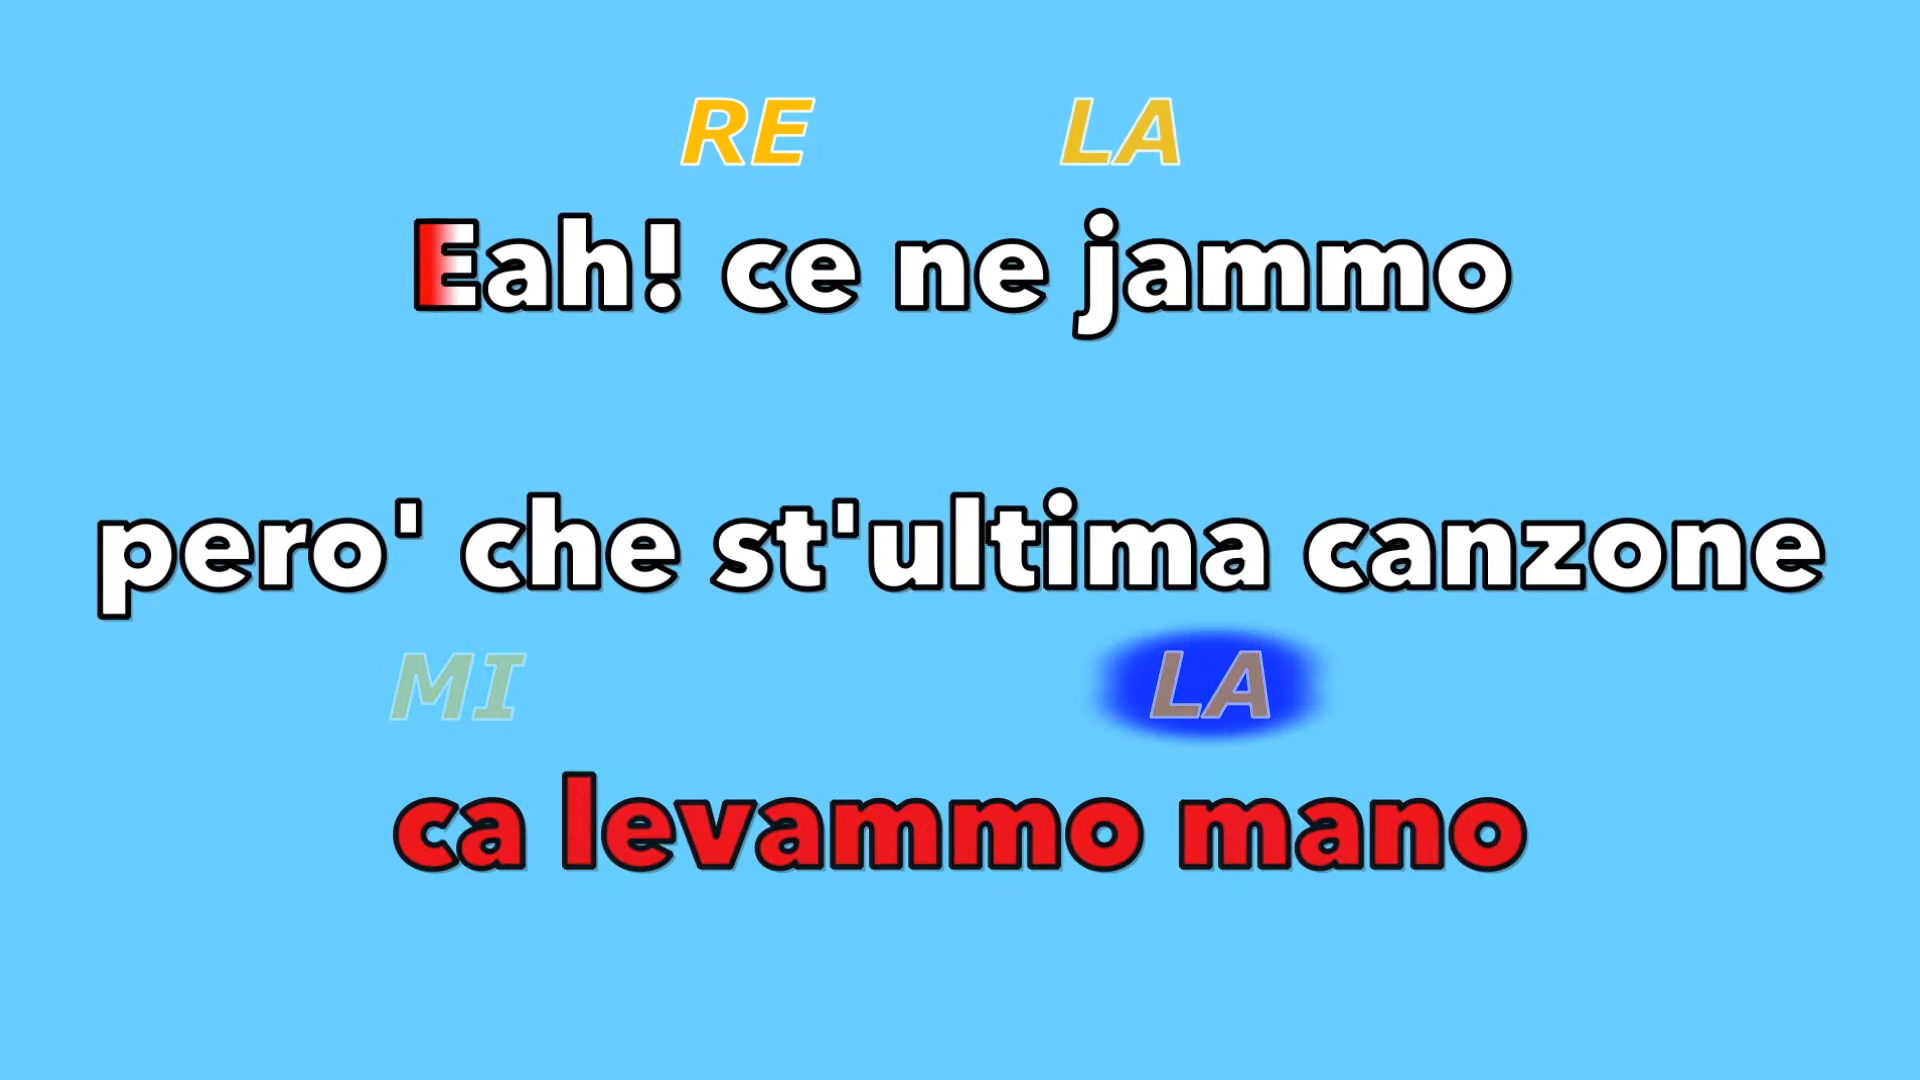 RE LA
Eah! ce ne jammo
pero' che st'ultima canzone
MI LA
ca levammo mano